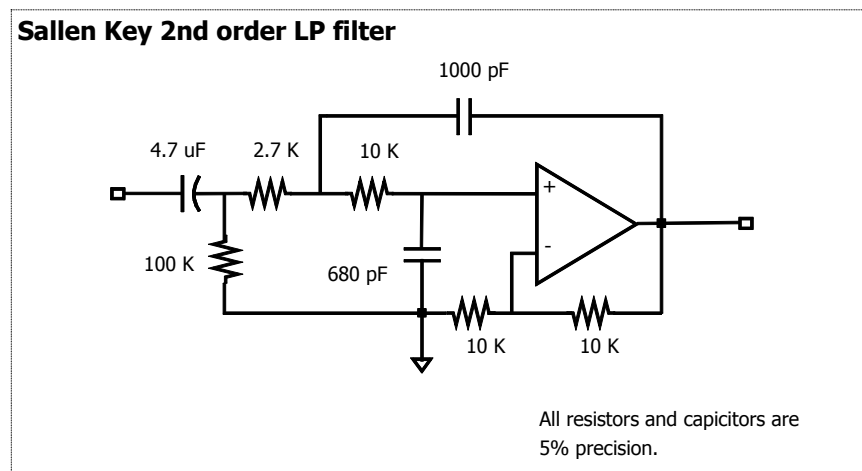 Sallen Key 2nd order LP filter
1000 pF
4.7 uF
2.7 K
10 K
+
-
100 K
680 pF
10 K
10 K
All resistors and capicitors are
5% precision.